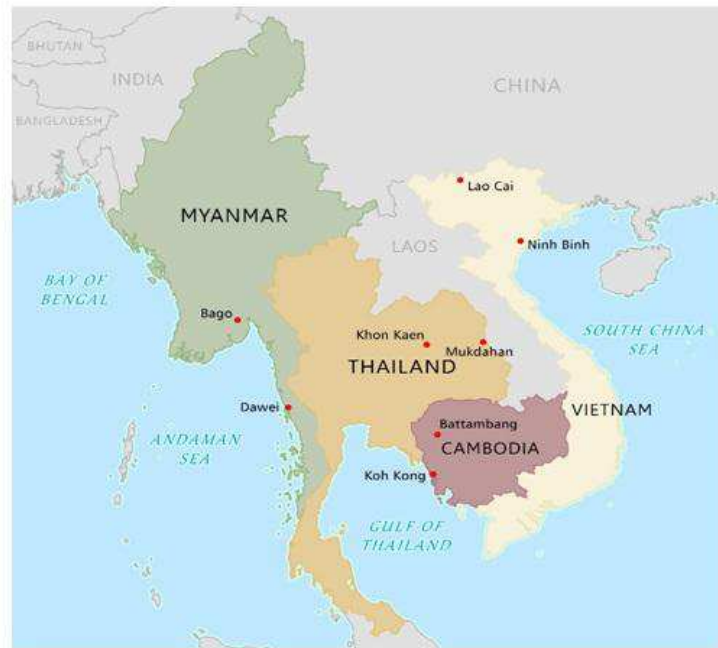 BHUTAN
INDIA
CHINA
BANGLADESH
Lao Cai
MYANMAR
LAOS
Ninh Binh
BAY OF
BENGAL
Bago
Khon Kaen
Mukdahan
SOUTH CHINA
SEA
THAILAND
Dawei
VIETNAM
Battambang
ANDAMAN
SEA
CAMBODIA
Koh Kong
GULF OF
THAILAND